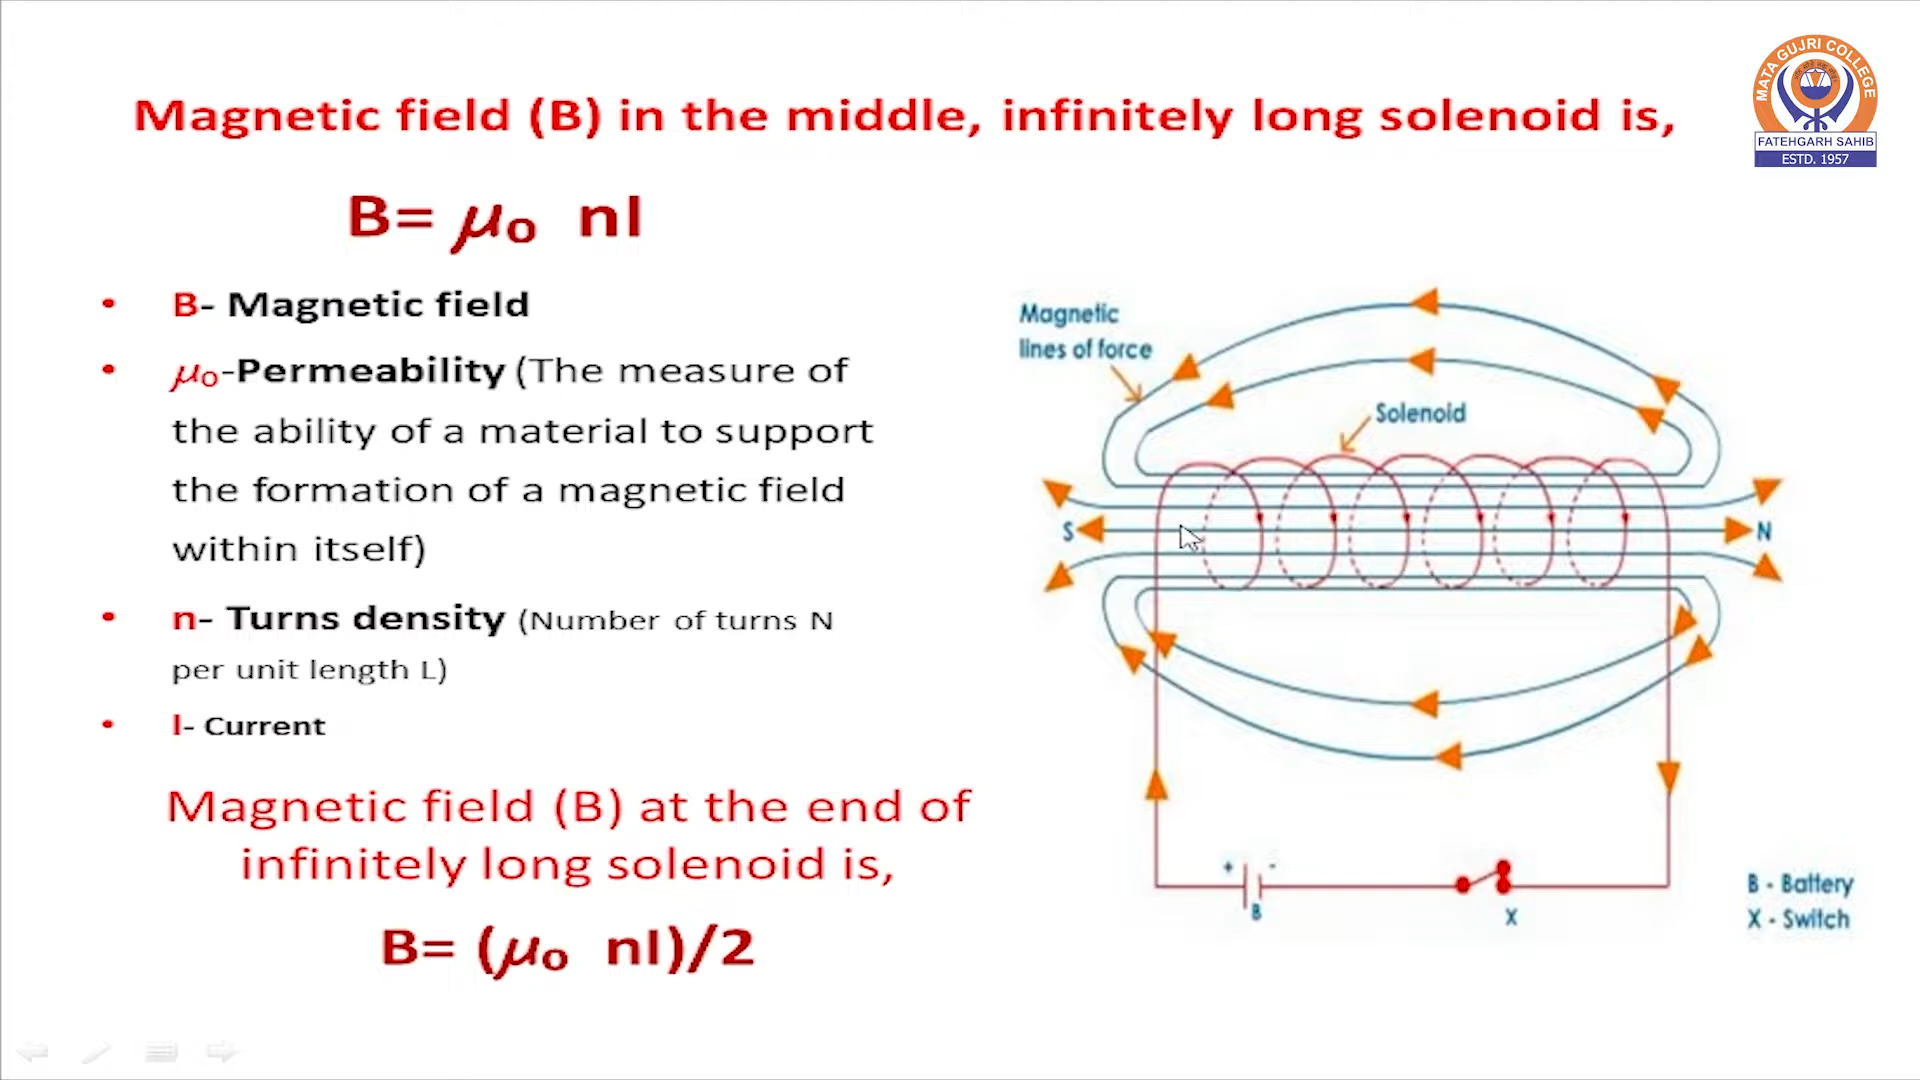 MATA GUJRI COLLEGE
FATEHGARH SAHIB
ESTD. 1957
Magnetic field (B) in the middle, infinitely long solenoid is,
B= μ₀ nI
• B- Magnetic field
• μ₀-Permeability (The measure of
the ability of a material to support
the formation of a magnetic field
within itself)
• n- Turns density (Number of turns N
per unit length L)
• I- Current
Magnetic field (B) at the end of
infinitely long solenoid is,
B= (μ₀ nI)/2
Magnetic
lines of force
Solenoid
S
N
+ -
B
X
B - Battery
X - Switch